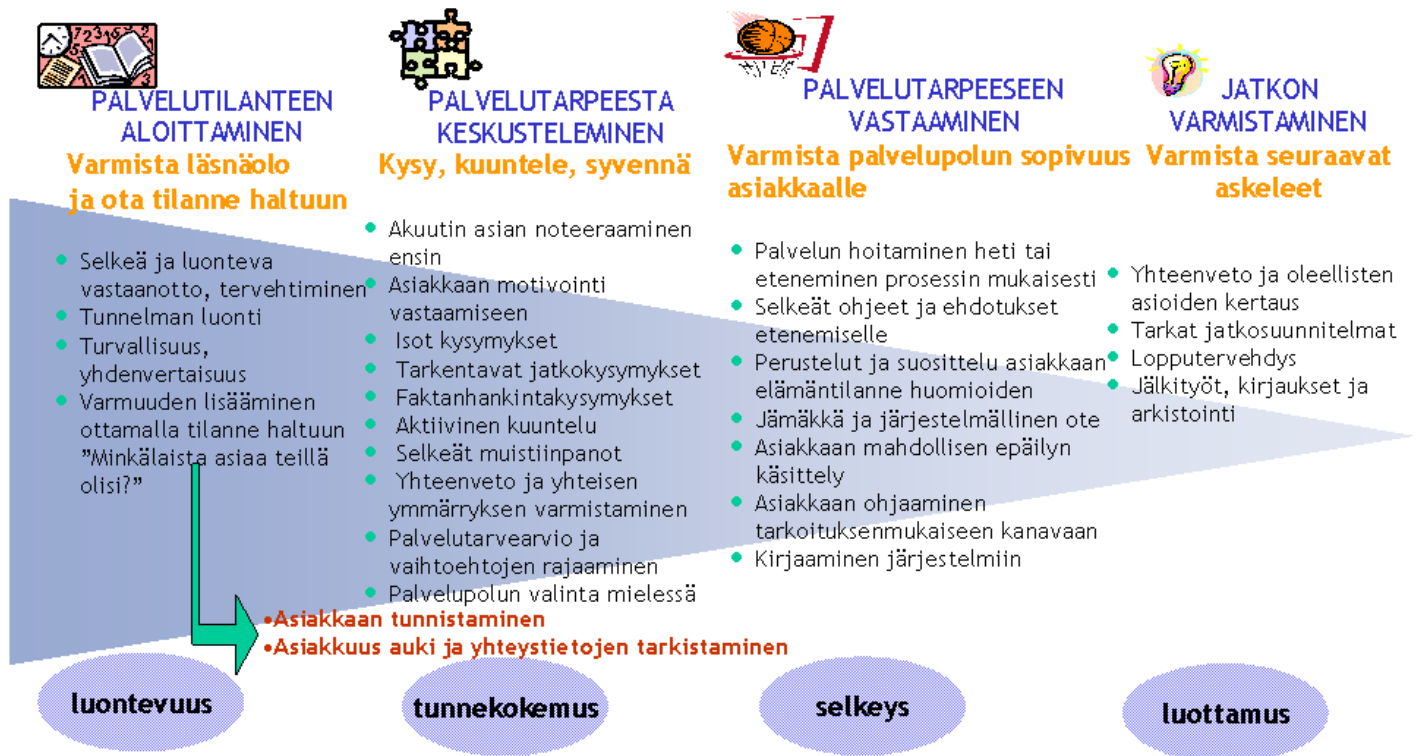 PALVELUTILANTEEN
ALOITTAMINEN
Varmista läsnäolo
ja ota tilanne haltuun
• Selkeä ja luonteva
vastaanotto, tervehtiminen
• Tunnelman luonti
• Turvallisuus,
yhdenvertaisuus
• Varmuuden lisääminen
ottamalla tilanne haltuun
”Minkälaista asiaa teillä
olisi?”
PALVELUTARPEESTA
KESKUSTELEMINEN
Kysy, kuuntele, syvennä
• Akuutin asian noteeraaminen
ensin
• Asiakkaan motivointi
vastaamiseen
• Isot kysymykset
• Tarkentavat jatkokysymykset
• Faktanhankintakysymykset
• Aktiivinen kuuntelu
• Selkeät muistiinpanot
• Yhteenveto ja yhteisen
ymmärryksen varmistaminen
• Palvelutarvearvio ja
vaihtoehtojen rajaaminen
• Palvelupolun valinta mielessä
•Asiakkaan tunnistaminen
•Asiakkuus auki ja yhteystietojen tarkistaminen
PALVELUTARPEESEEN
VASTAAMINEN
Varmista palvelupolun sopivuus
asiakkaalle
• Palvelun hoitaminen heti tai
eteneminen prosessin mukaisesti
• Selkeät ohjeet ja ehdotukset
etenemiselle
• Perustelut ja suosittelu asiakkaan
elämäntilanne huomioiden
• Jämäkkä ja järjestelmällinen ote
• Asiakkaan mahdollisen epäilyn
käsittely
• Asiakkaan ohjaaminen
tarkoituksenmukaiseen kanavaan
• Kirjaaminen järjestelmiin
JATKON
VARMISTAMINEN
Varmista seuraavat
askeleet
• Yhteenveto ja oleellisten
asioiden kertaus
• Tarkat jatkosuunnitelmat
• Lopputervehdys
• Jälkityöt, kirjaukset ja
arkistointi
luontevuus
tunnekokemus
selkeys
luottamus